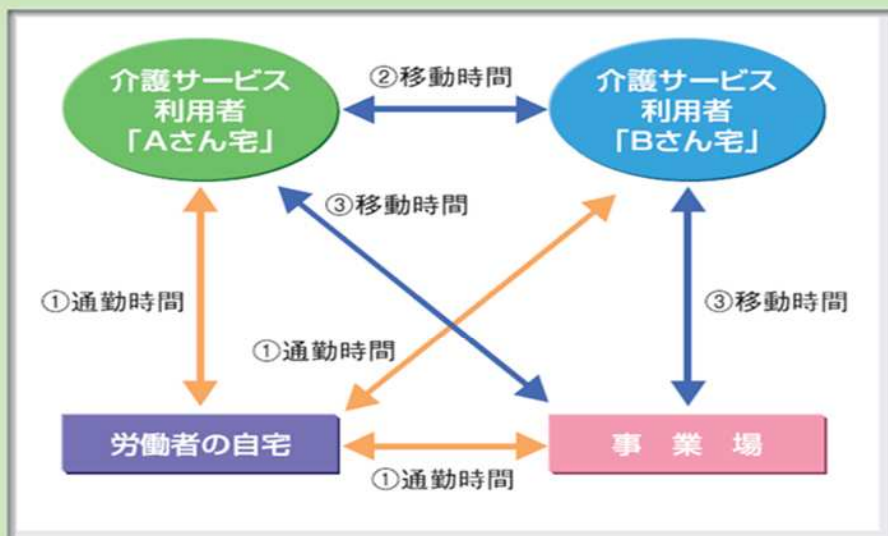 介護サービス
利用者
「Aさん宅」
②移動時間
介護サービス
利用者
「Bさん宅」
③移動時間
①通勤時間
③移動時間
①通勤時間
労働者の自宅
事業場
①通勤時間